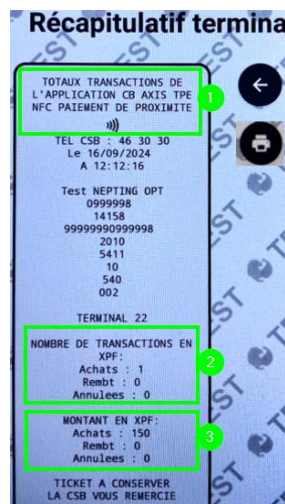 Récapitulatif termina
TOTAUX TRANSACTIONS DE
L'APPLICATION CB AXIS TPE
NFC PAIEMENT DE PROXIMITE
1
TEL CSB : 46 30 30
Le 16/09/2024
A 12:12:16
Test NEPTING OPT
0999998
14158
99999990999998
2010
5411
10
540
002
TERMINAL 22
NOMBRE DE TRANSACTIONS EN
XPF:
Achats : 1
Rembt : 0
Annulees : 0
2
MONTANT EN XPF:
Achats : 150
Rembt : 0
Annulees : 0
3
TICKET A CONSERVER
LA CSB VOUS REMERCIE
TEST